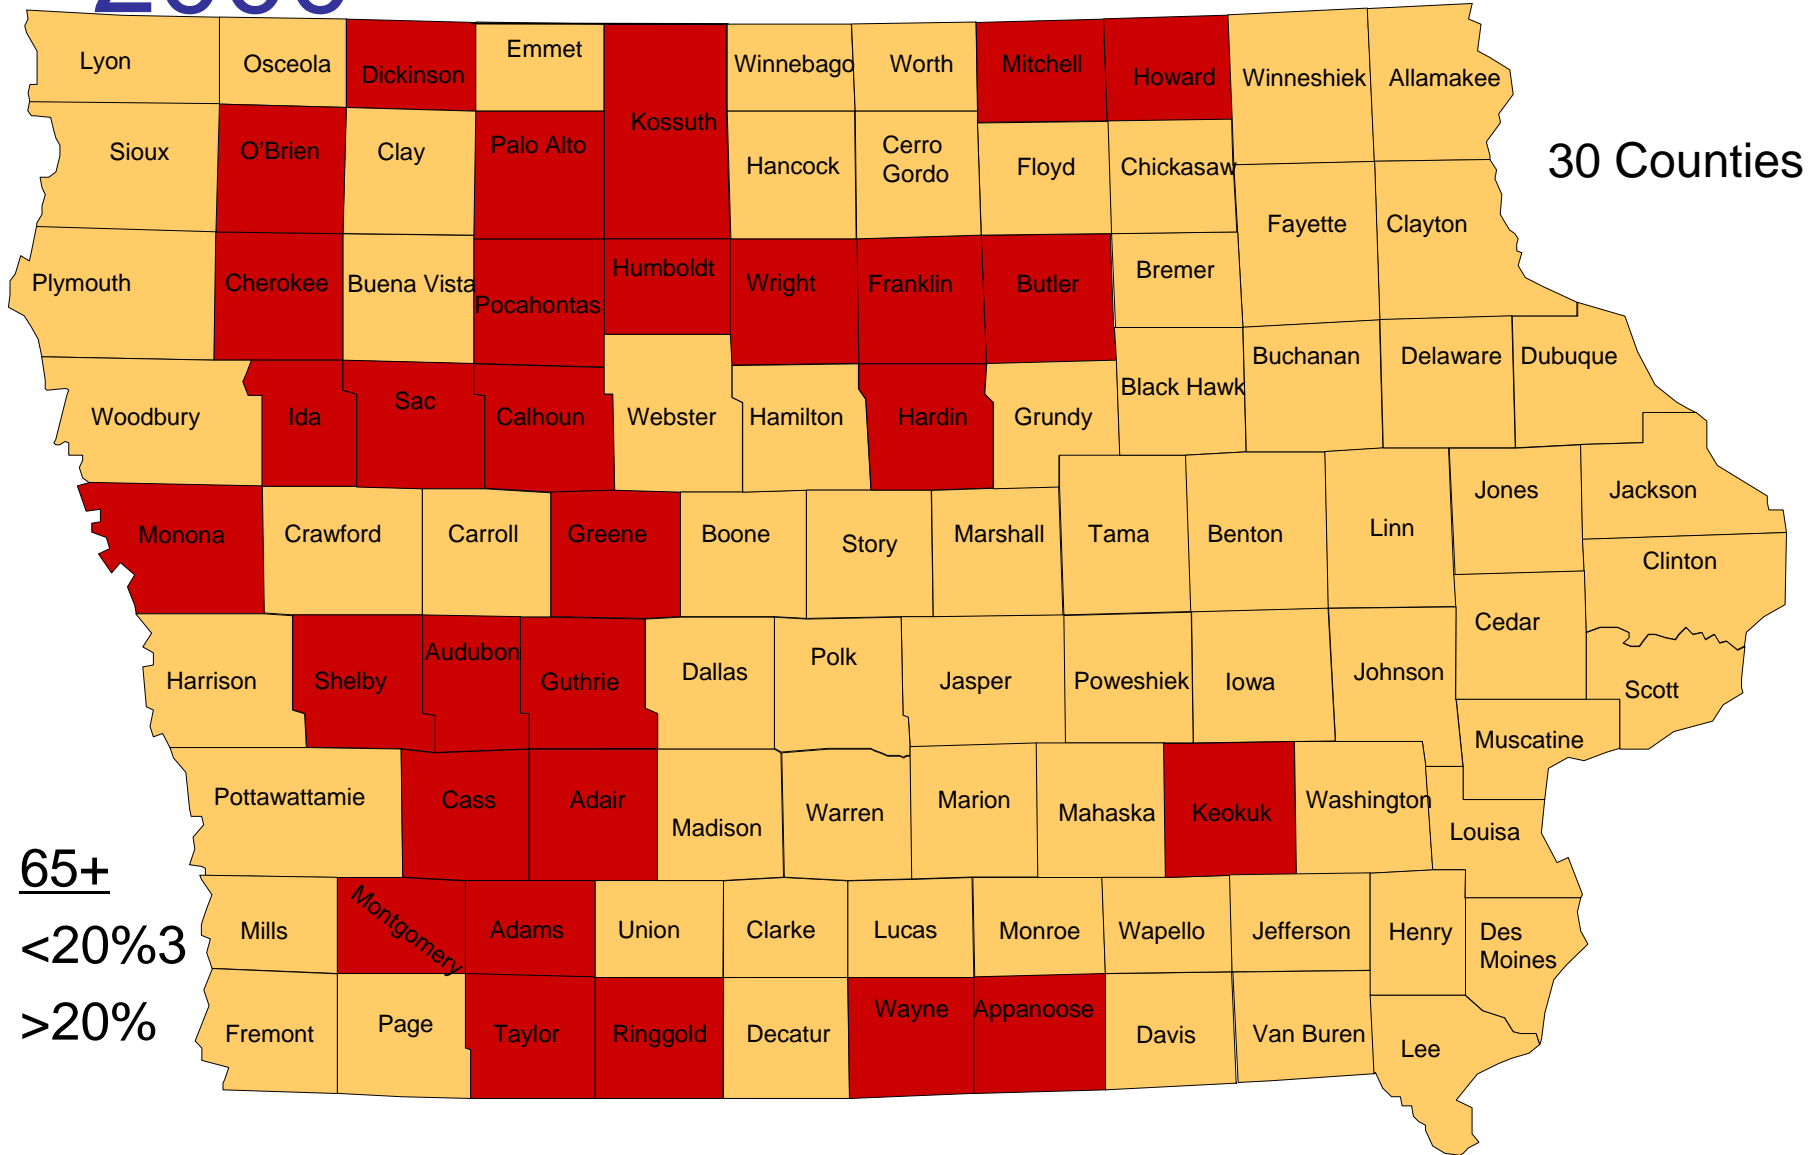 Lyon
Osceola
Dickinson
Emmet
Kossuth
Winnebago
Worth
Mitchell
Howard
Winneshiek
Allamakee
Sioux
O'Brien
Clay
Palo Alto
Hancock
Cerro
Gordo
Floyd
Chickasaw
30 Counties
Fayette
Clayton
Plymouth
Cherokee
Buena Vista
Pocahontas
Humboldt
Wright
Franklin
Butler
Bremer
Woodbury
Ida
Sac
Calhoun
Webster
Hamilton
Hardin
Grundy
Black Hawk
Buchanan
Delaware
Dubuque
Monona
Crawford
Carroll
Greene
Boone
Story
Marshall
Tama
Benton
Linn
Jones
Jackson
Clinton
Cedar
Harrison
Shelby
Audubon
Guthrie
Dallas
Polk
Jasper
Poweshiek
Iowa
Johnson
Scott
Muscatine
Pottawattamie
Cass
Adair
Madison
Warren
Marion
Mahaska
Keokuk
Washington
Louisa
65+
<20%3
>20%
Mills
Montgomery
Adams
Union
Clarke
Lucas
Monroe
Wapello
Jefferson
Henry
Des
Moines
Fremont
Page
Taylor
Ringgold
Decatur
Wayne
Appanoose
Davis
Van Buren
Lee